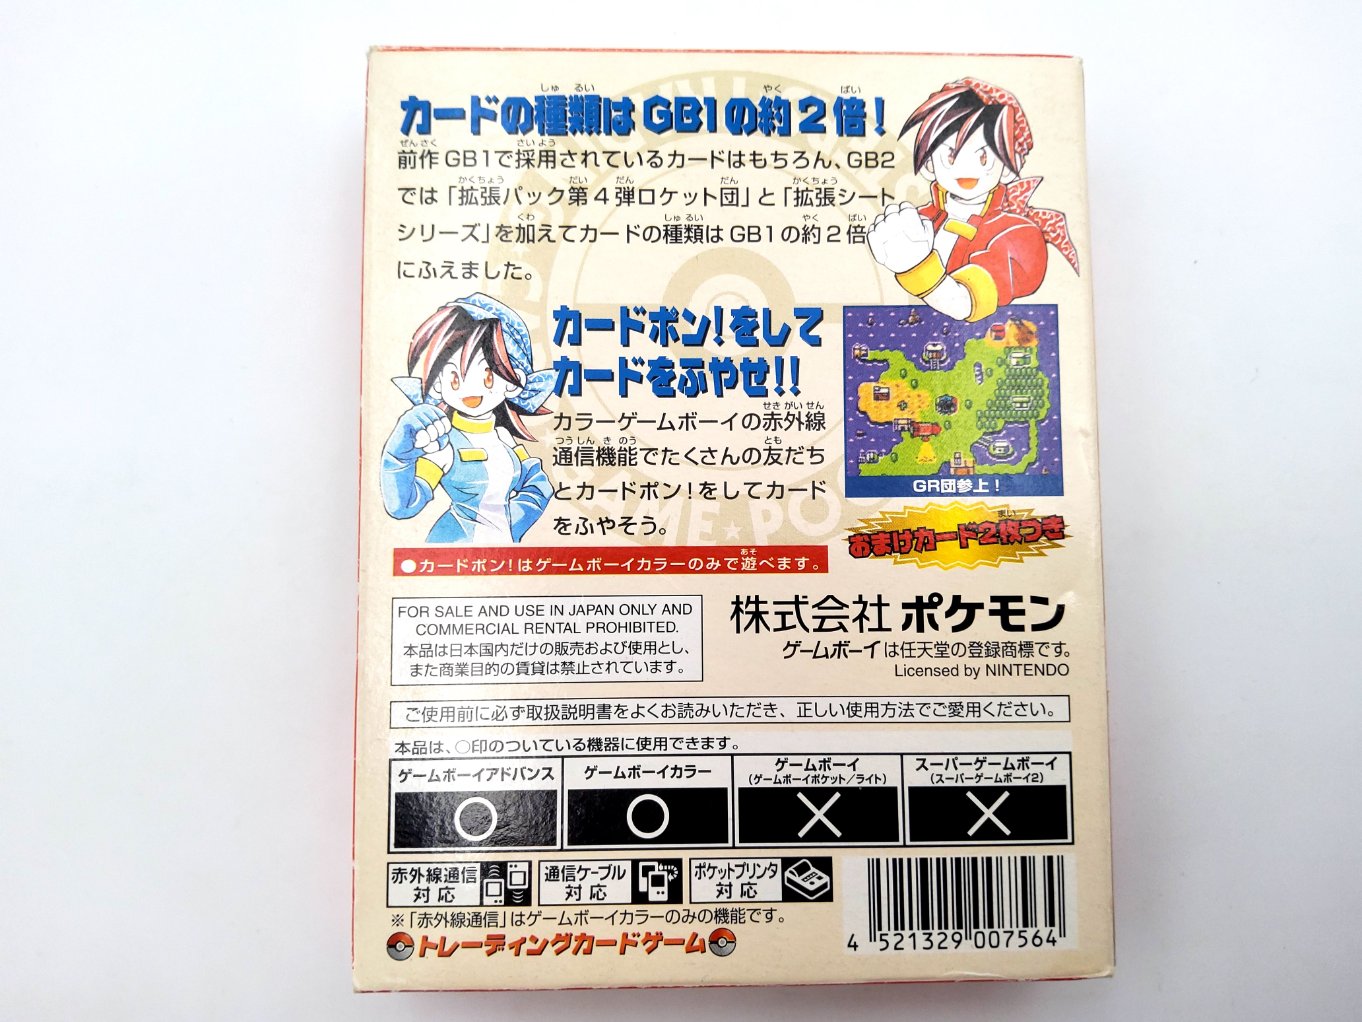 カードの種類はGB1の約2倍!
前作GB1で採用されているカードはもちろん、GB2
では「拡張パック第4弾ロケット団」と「拡張シート
シリーズ」を加えてカードの種類はGB1の約2倍
にふえました。
カードポン!をして
カードをふやせ!!
カラーゲームボーイの赤外線
通信機能でたくさんの友だち
とカードポン!をしてカード
をふやそう。
GR団参上!
おまけカード2枚つき
●カードポン!はゲームボーイカラーのみで遊べます。
FOR SALE AND USE IN JAPAN ONLY AND
COMMERCIAL RENTAL PROHIBITED.
本品は日本国内だけの販売および使用とし、
また商業目的の賃貸は禁止されています。
株式会社ポケモン
ゲームボーイは任天堂の登録商標です。
Licensed by NINTENDO
ご使用前に必ず取扱説明書をよくお読みいただき、正しい使用方法でご愛用ください。
本品は、○印のついている機器に使用できます。
ゲームボーイアドバンス
ゲームボーイカラー
ゲームボーイ
(ゲームボーイポケット/ライト)
スーパーゲームボーイ
(スーパーゲームボーイ2)
○
○
×
×
赤外線通信
対応
通信ケーブル
対応
ポケットプリンタ
対応
※「赤外線通信」はゲームボーイカラーのみの機能です。
トレーディングカードゲーム
4 521329 007564